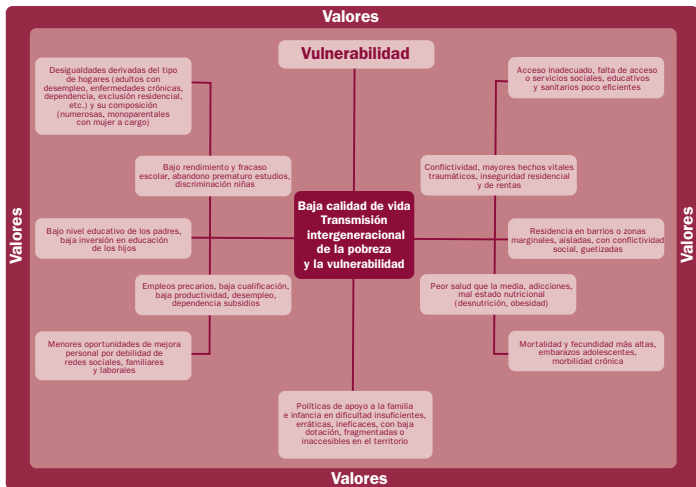 Valores
Vulnerabilidad
Desigualdades derivadas del tipo
de hogares (adultos con
desempleo, enfermedades crónicas,
dependencia, exclusión residencial,
etc.) y su composición
(numerosas, monoparentales
con mujer a cargo)
Acceso inadecuado, falta de acceso
o servicios sociales, educativos
y sanitarios poco eficientes
Bajo rendimiento y fracaso
escolar, abandono prematuro estudios,
discriminación niñas
Conflictividad, mayores hechos vitales
traumáticos, inseguridad residencial
y de rentas
Valores
Bajo nivel educativo de los padres,
baja inversión en educación
de los hijos
Baja calidad de vida
Transmisión
intergeneracional
de la pobreza
y la vulnerabilidad
Residencia en barrios o zonas
marginales, aisladas, con conflictividad
social, guetizadas
Valores
Empleos precarios, baja cualificación,
baja productividad, desempleo,
dependencia subsidios
Peor salud que la media, adicciones,
mal estado nutricional
(desnutrición, obesidad)
Menores oportunidades de mejora
personal por debilidad de
redes sociales, familiares
y laborales
Mortalidad y fecundidad más altas,
embarazos adolescentes,
morbilidad crónica
Políticas de apoyo a la familia
e infancia en dificultad insuficientes,
erráticas, ineficaces, con baja
dotación, fragmentadas o
inaccesibles en el territorio
Valores